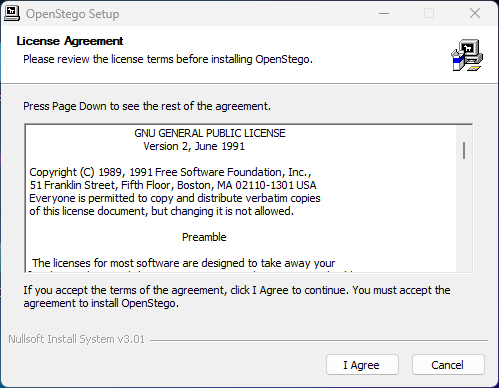 OpenStego Setup
License Agreement
Please review the license terms before installing OpenStego.
Press Page Down to see the rest of the agreement.
GNU GENERAL PUBLIC LICENSE
Version 2, June 1991
Copyright (C) 1989, 1991 Free Software Foundation, Inc.,
51 Franklin Street, Fifth Floor, Boston, MA 02110-1301 USA
Everyone is permitted to copy and distribute verbatim copies
of this license document, but changing it is not allowed.
Preamble
The licenses for most software are designed to take away your
If you accept the terms of the agreement, click I Agree to continue. You must accept the
agreement to install OpenStego.
Nullsoft Install System v3.01
I Agree
Cancel